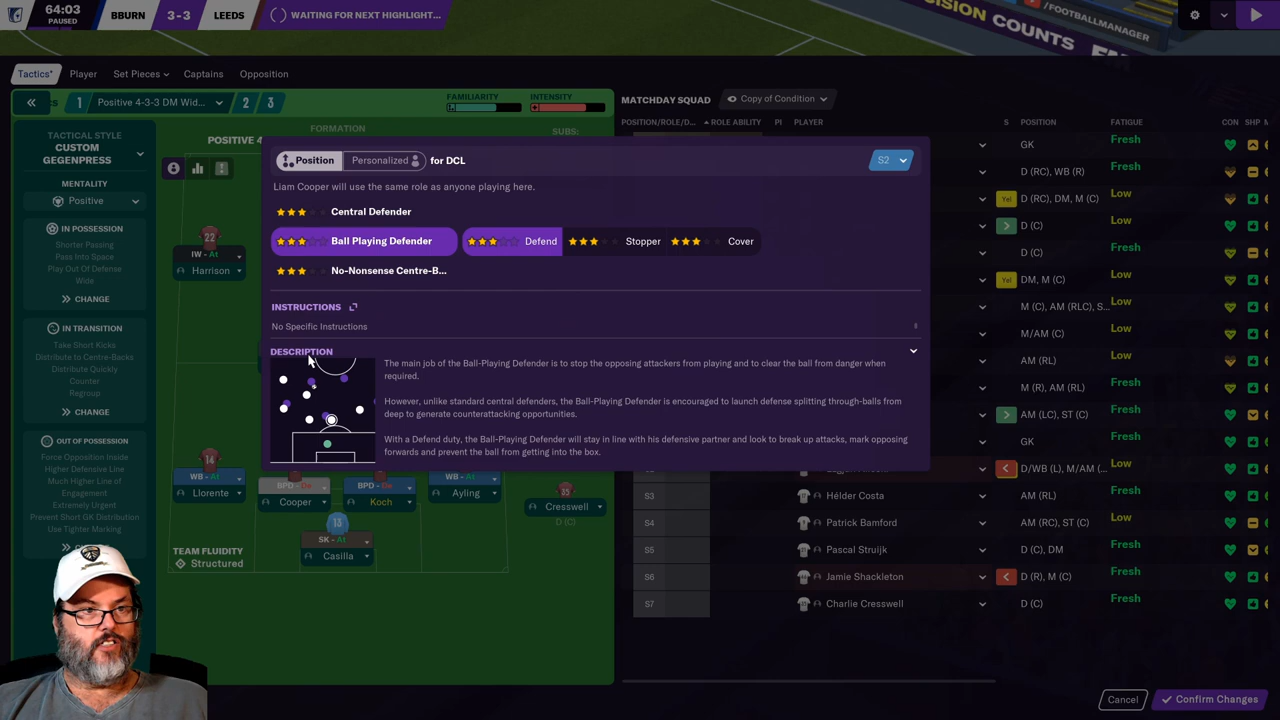 64:03
PAUSED
BBURN
3-3
LEEDS
WAITING FOR NEXT HIGHLIGHT...
CISION COUNTS
/FOOTBALLMANAGER
Tactics*
Player
Set Pieces
Captains
Opposition
1
Positive 4-3-3 DM Wid...
2
3
FAMILIARITY
INTENSITY
MATCHDAY SQUAD
Copy of Condition
TACTICAL STYLE
CUSTOM
GEGENPRESS
FORMATION
POSITIVE 4
SUBS:
POSITION/ROLE/D...
ROLE ABILITY
PI
PLAYER
S
POSITION
FATIGUE
CON
SHP
MENTALITY
Positive
IN POSSESSION
Shorter Passing
Pass Into Space
Play Out Of Defense
Wide
CHANGE
IN TRANSITION
Take Short Kicks
Distribute to Centre-Backs
Distribute Quickly
Counter
Regroup
CHANGE
OUT OF POSSESSION
Force Opposition Inside
Higher Defensive Line
Much Higher Line of
Engagement
Extremely Urgent
Prevent Short GK Distribution
Use Tighter Marking
22
IW - At
Harrison
Position
Personalized
for DCL
S2
Liam Cooper will use the same role as anyone playing here.
Central Defender
Ball Playing Defender
Defend
Stopper
Cover
No-Nonsense Centre-B...
INSTRUCTIONS
No Specific Instructions
DESCRIPTION
The main job of the Ball-Playing Defender is to stop the opposing attackers from playing and to clear the ball from danger when
required.
However, unlike standard central defenders, the Ball-Playing Defender is encouraged to launch defense splitting through-balls from
deep to generate counterattacking opportunities.
With a Defend duty, the Ball-Playing Defender will stay in line with his defensive partner and look to break up attacks, mark opposing
forwards and prevent the ball from getting into the box.
GK
Fresh
D (RC), WB (R)
Fresh
Yel
D (RC), DM, M (C)
Low
D (C)
Low
D (C)
Fresh
Yel
DM, M (C)
Low
M (C), AM (RLC), S...
Low
M/AM (C)
Fresh
AM (RL)
Low
M (R), AM (RL)
Fresh
AM (LC), ST (C)
Fresh
GK
Fresh
D/WB (L), M/AM (...
Low
S3
Hélder Costa
AM (RL)
Fresh
S4
Patrick Bamford
AM (RC), ST (C)
Low
S5
Pascal Struijk
D (C), DM
Fresh
S6
Jamie Shackleton
D (R), M (C)
Fresh
S7
Charlie Cresswell
D (C)
Fresh
14
WB - At
Llorente
BPD - De
Cooper
BPD - De
Koch
WB - At
Ayling
35
Cresswell
D (C)
13
SK - At
Casilla
TEAM FLUIDITY
Structured
Cancel
Confirm Changes